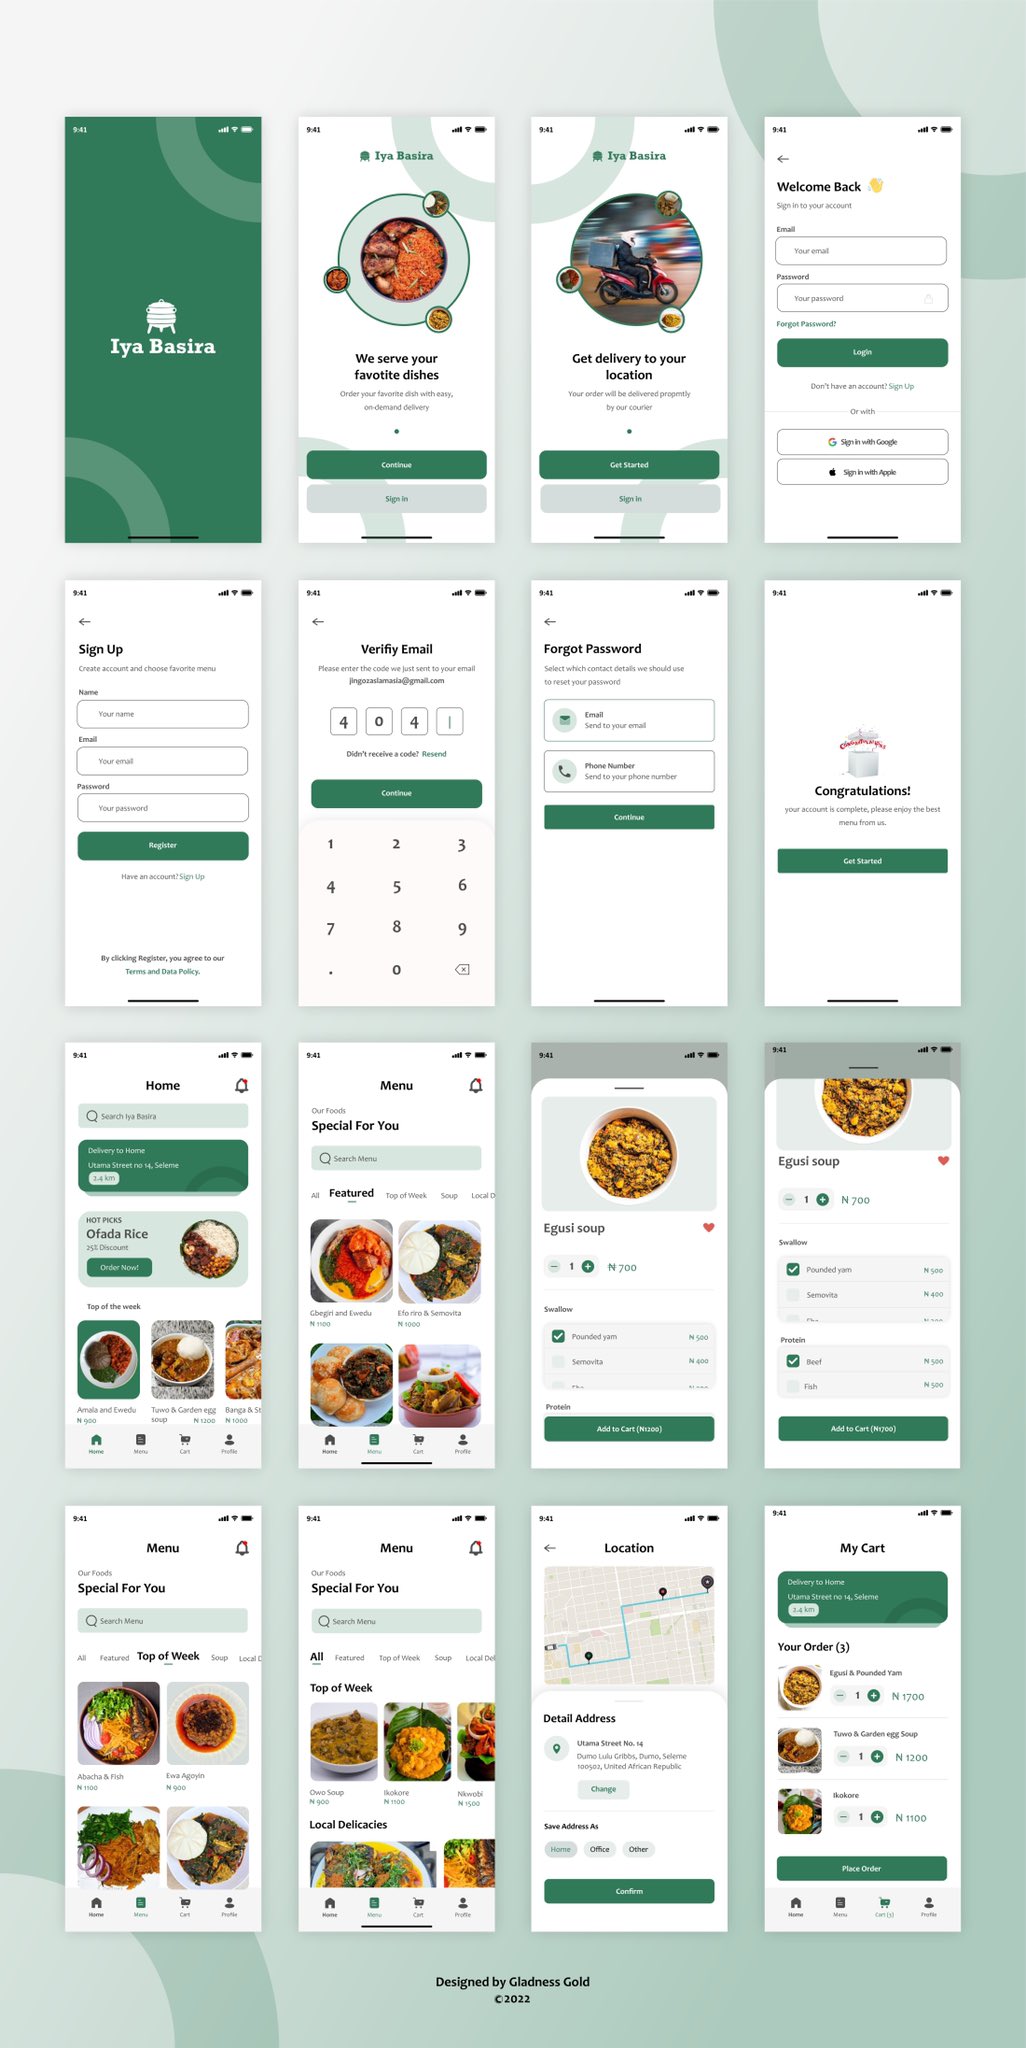 9:41
Iya Basira
9:41
Iya Basira
We serve your
favotite dishes
Order your favorite dish with easy,
on-demand delivery
Continue
Sign in
9:41
Iya Basira
Get delivery to your
location
Your order will be delivered propmtly
by our courier
Get Started
Sign in
9:41
Welcome Back
Sign in to your account
Email
Your email
Password
Your password
Forgot Password?
Login
Don't have an account? Sign Up
Or with
Sign in with Google
Sign in with Apple
9:41
Sign Up
Create account and choose favorite menu
Name
Your name
Email
Your email
Password
Your password
Register
Have an account? Sign Up
By clicking Register, you agree to our
Terms and Data Policy.
9:41
Verifiy Email
Please enter the code we just sent to your email
jingozaslamasia@gmail.com
4 0 4
Didn't receive a code? Resend
Continue
1 2 3
4 5 6
7 8 9
. 0
9:41
Forgot Password
Select which contact details we should use
to reset your password
Email
Send to your email
Phone Number
Send to your phone number
Continue
9:41
Congratulations!
your account is complete, please enjoy the best
menu from us.
Get Started
9:41
Home
Search Iya Basira
Delivery to Home
Utama Street no 14, Seleme
2.4 km
HOT PICKS
Ofada Rice
25% Discount
Order Now!
Top of the week
Amala and Ewedu
₦ 900
Tuwo & Garden egg
soup ₦ 1200
Banga & St
₦ 1000
Home Menu Cart Profile
9:41
Menu
Our Foods
Special For You
Search Menu
All Featured Top of Week Soup Local D
Gbegiri and Ewedu
₦ 1100
Efo riro & Semovita
₦ 1000
Home Menu Cart Profile
9:41
Egusi soup
1 ₦ 700
Swallow
Pounded yam ₦ 500
Semovita ₦ 400
Protein
Add to Cart (₦1200)
9:41
Egusi soup
1 ₦ 700
Swallow
Pounded yam ₦ 500
Semovita ₦ 400
Protein
Beef ₦ 500
Fish ₦ 500
Add to Cart (₦1700)
9:41
Menu
Our Foods
Special For You
Search Menu
All Featured Top of Week Soup Local D
Abacha & Fish
₦ 1100
Ewa Agoyin
₦ 900
Home Menu Cart Profile
9:41
Menu
Our Foods
Special For You
Search Menu
All Featured Top of Week Soup Local Del
Top of Week
Owo Soup
₦ 900
Ikokore
₦ 1100
Nkwobi
₦ 1500
Local Delicacies
Home Menu Cart Profile
9:41
Location
Detail Address
Utama Street No. 14
Dumo Lulu Gribbs, Dumo, Seleme
100502, United African Republic
Change
Save Address As
Home Office Other
Confirm
9:41
My Cart
Delivery to Home
Utama Street no 14, Seleme
2.4 km
Your Order (3)
Egusi & Pounded Yam
1 ₦ 1700
Tuwo & Garden egg Soup
1 ₦ 1200
Ikokore
1 ₦ 1100
Place Order
Home Menu Cart (3) Profile
Designed by Gladness Gold
©2022